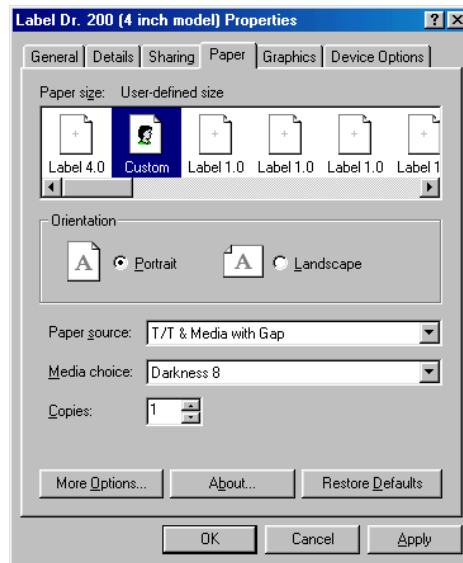 Label Dr. 200 (4 inch model) Properties
General Details Sharing Paper Graphics Device Options
Paper size: User-defined size
Label 4.0 Custom Label 1.0 Label 1.0 Label 1.0 Label 1
Orientation
A Portrait A Landscape
Paper source: T/T & Media with Gap
Media choice: Darkness 8
Copies: 1
More Options... About... Restore Defaults
OK Cancel Apply